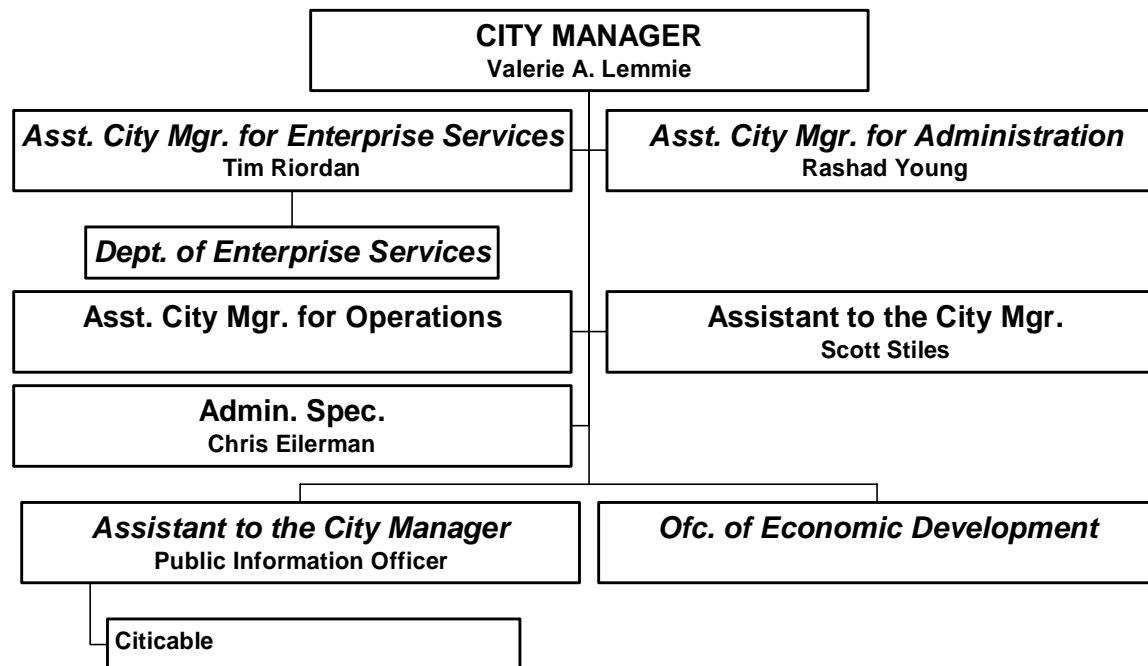 CITY MANAGER
Valerie A. Lemmie
Asst. City Mgr. for Enterprise Services
Tim Riordan
Asst. City Mgr. for Administration
Rashad Young
Dept. of Enterprise Services
Asst. City Mgr. for Operations
Assistant to the City Mgr.
Scott Stiles
Admin. Spec.
Chris Eilerman
Assistant to the City Manager
Public Information Officer
Ofc. of Economic Development
Citicable